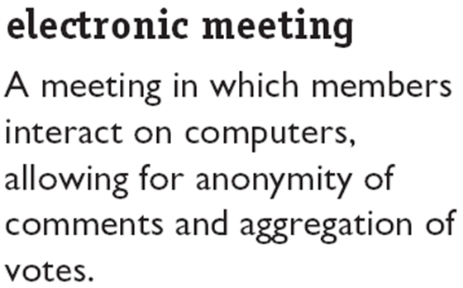 electronic meeting
A meeting in which members
interact on computers,
allowing for anonymity of
comments and aggregation of
votes.